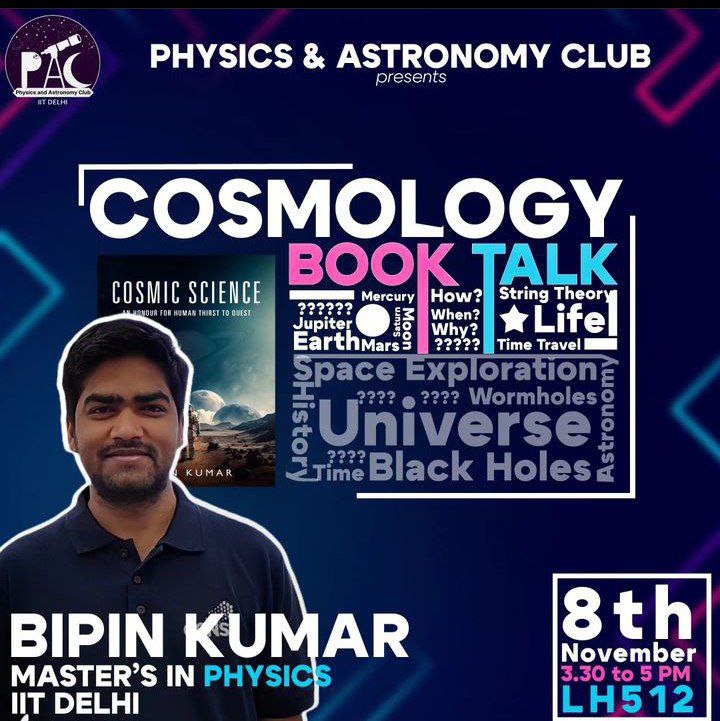 PAC
Physics and Astronomy Club
IIT DELHI
PHYSICS & ASTRONOMY CLUB
presents
COSMOLOGY
BOOK TALK
COSMIC SCIENCE
AN HONOUR FOR HUMAN THIRST TO QUEST
KUMAR
??????
Jupiter
Earth
Mercury
Mars
Saturn
Moon
How?
When?
Why?
?????
String Theory
Life
Time Travel
Space Exploration
History
???? ???? Wormholes
Universe
Astronomy
????
Time
Black Holes
BIPIN KUMAR
MASTER'S IN PHYSICS
IIT DELHI
8th
November
3.30 to 5 PM
LH512